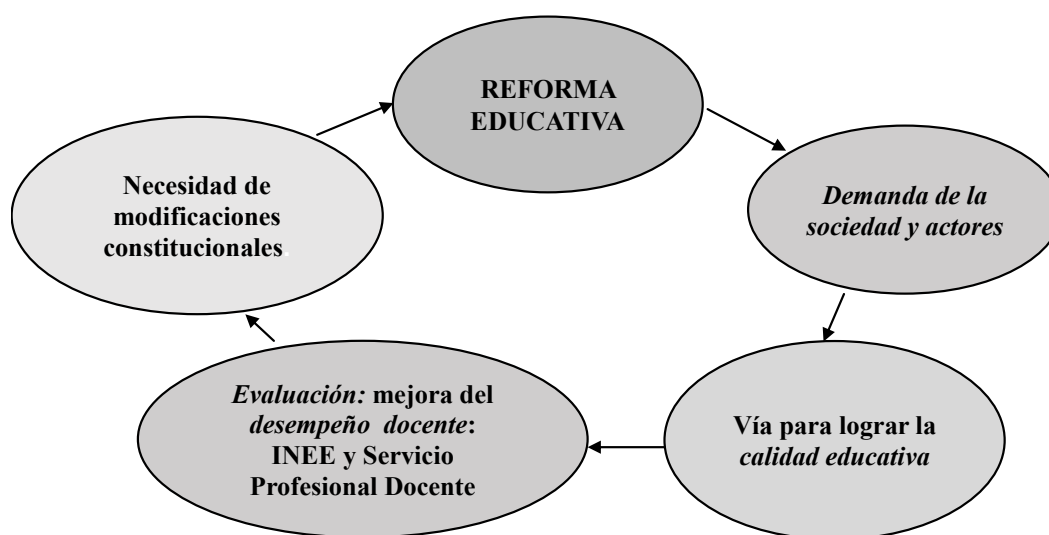 REFORMA
EDUCATIVA
Demanda de la
sociedad y actores
Vía para lograr la
calidad educativa
Evaluación: mejora del
desempeño docente:
INEE y Servicio
Profesional Docente
Necesidad de
modificaciones
constitucionales.